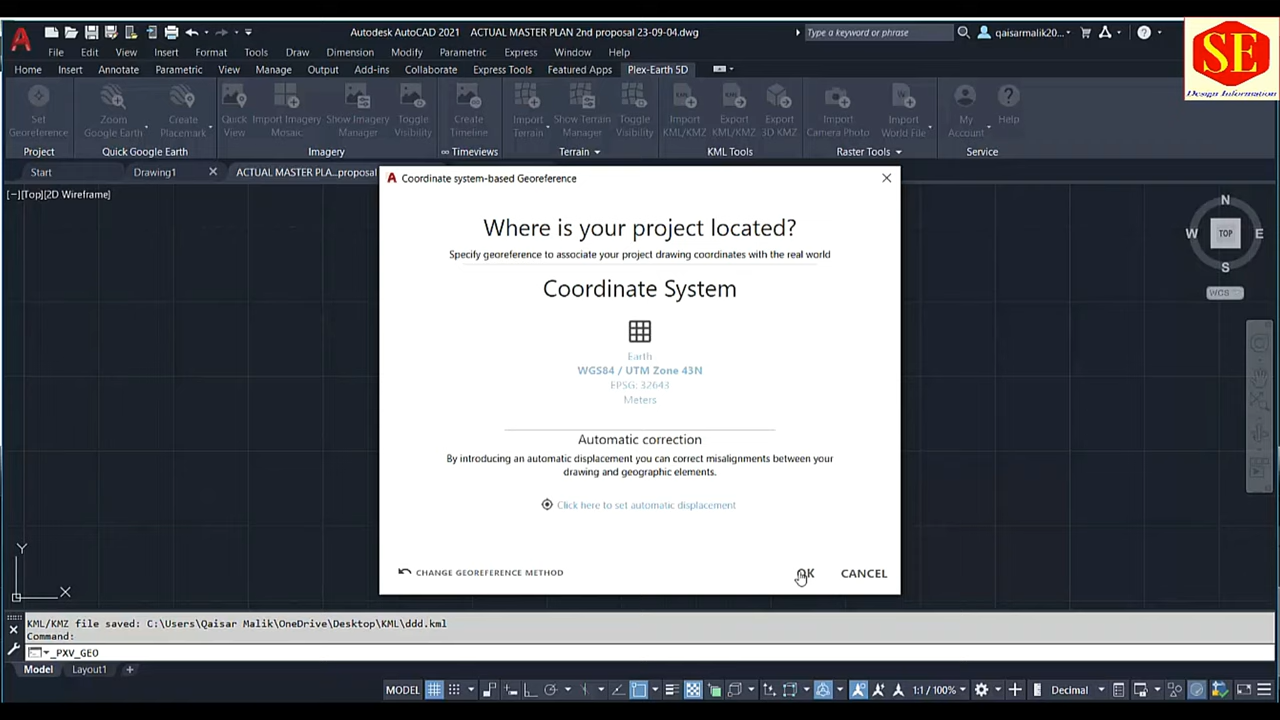 Autodesk AutoCAD 2021 ACTUAL MASTER PLAN 2nd proposal 23-09-04.dwg
Type a keyword or phrase
qaisarmalik20...
SE
Design Information
File Edit View Insert Format Tools Draw Dimension Modify Parametric Express Window Help
Home Insert Annotate Parametric View Manage Output Add-ins Collaborate Express Tools Featured Apps Plex-Earth 5D
Set Georeference
Zoom Google Earth
Create Placemark
Quick View
Import Imagery Mosaic
Show Imagery Manager
Toggle Visibility
Create Timeline
Import Terrain
Show Terrain Manager
Toggle Visibility
Import KML/KMZ
Export KML/KMZ
Export 3D KMZ
Import Camera Photo
Import World File
My Account
Help
Project Quick Google Earth Imagery Timeviews Terrain KML Tools Raster Tools Service
Start Drawing1 ACTUAL MASTER PLA...proposal
[−][Top][2D Wireframe]
Coordinate system-based Georeference
Where is your project located?
Specify georeference to associate your project drawing coordinates with the real world
Coordinate System
Earth
WGS84 / UTM Zone 43N
EPSG: 32643
Meters
Automatic correction
By introducing an automatic displacement you can correct misalignments between your
drawing and geographic elements.
Click here to set automatic displacement
CHANGE GEOREFERENCE METHOD OK CANCEL
N
W TOP E
S
WCS
Y
X
KML/KMZ file saved: C:\Users\Qaisar Malik\OneDrive\Desktop\KML\ddd.kml
Command:
_PXV_GEO
Model Layout1 +
MODEL 1:1 / 100% Decimal